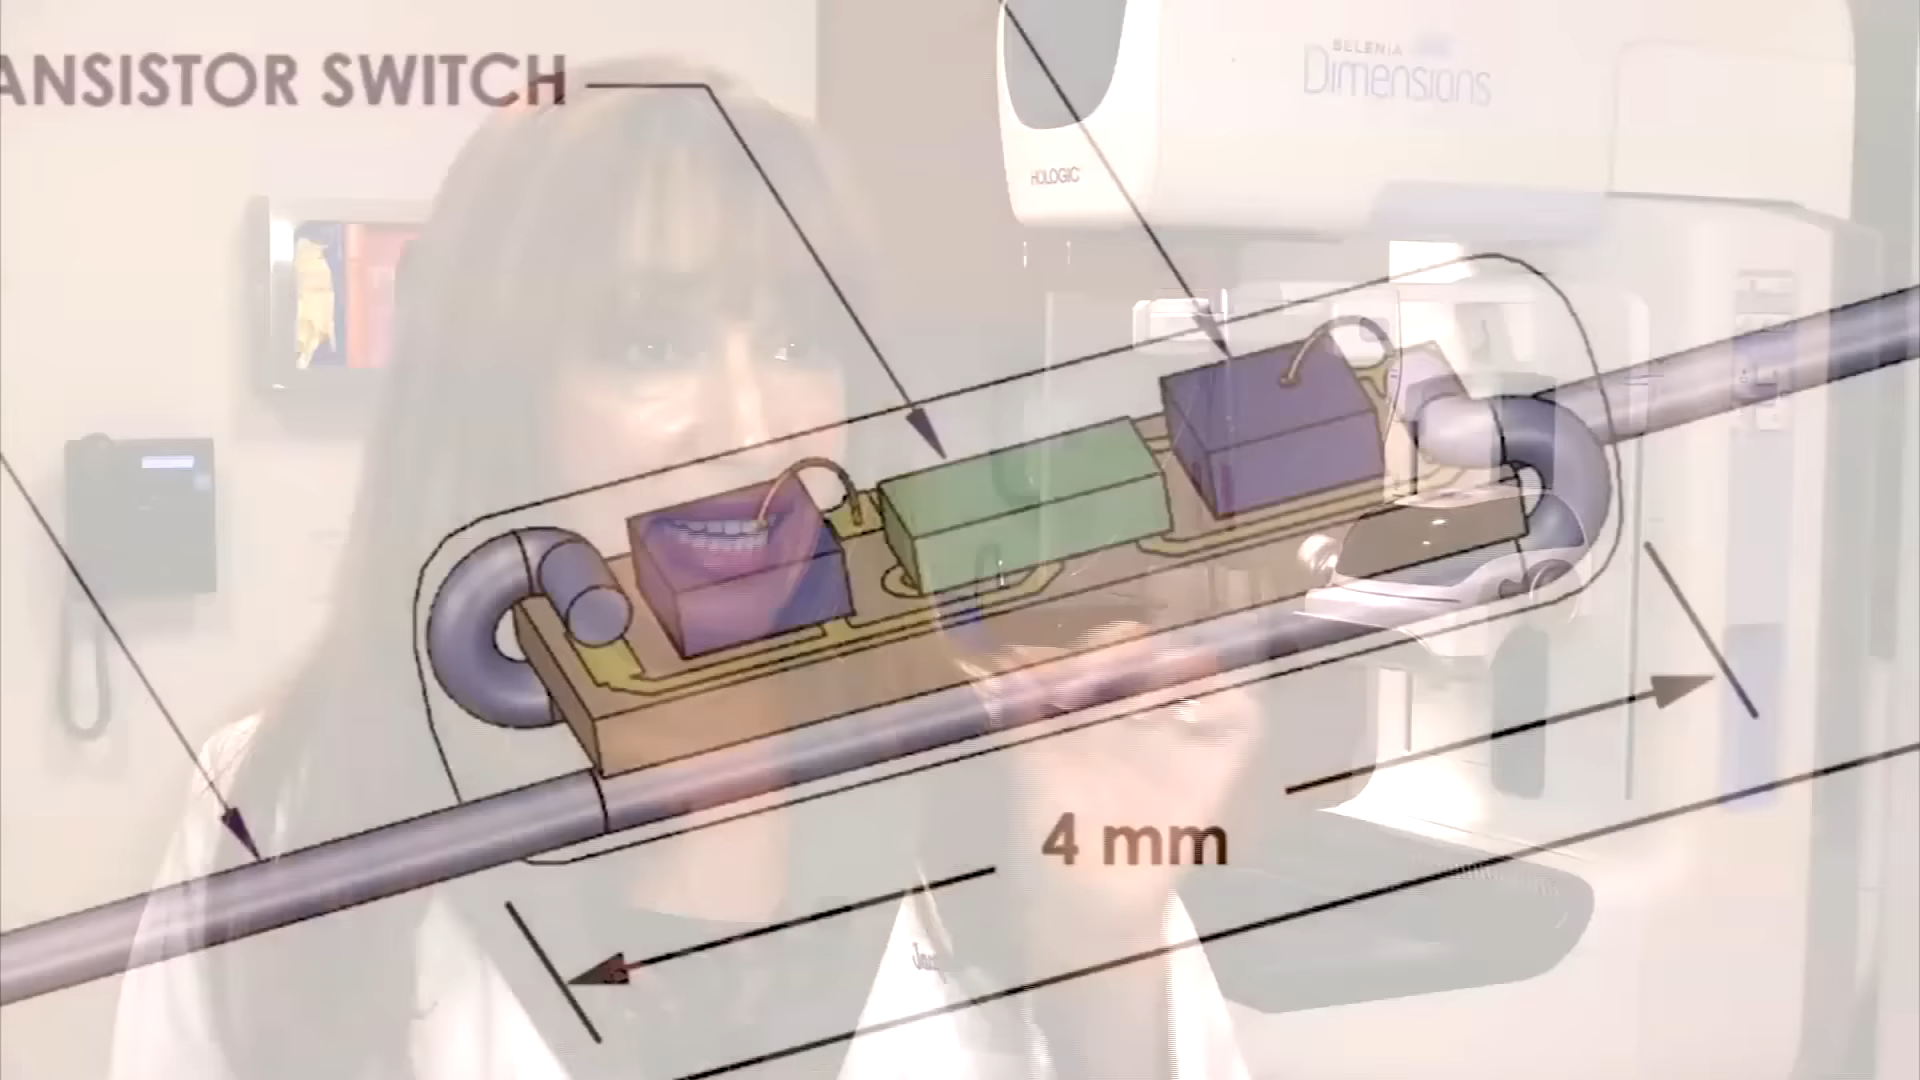 ANSISTOR SWITCH
SELENIA
Dimensions
HOLOGIC
4 mm